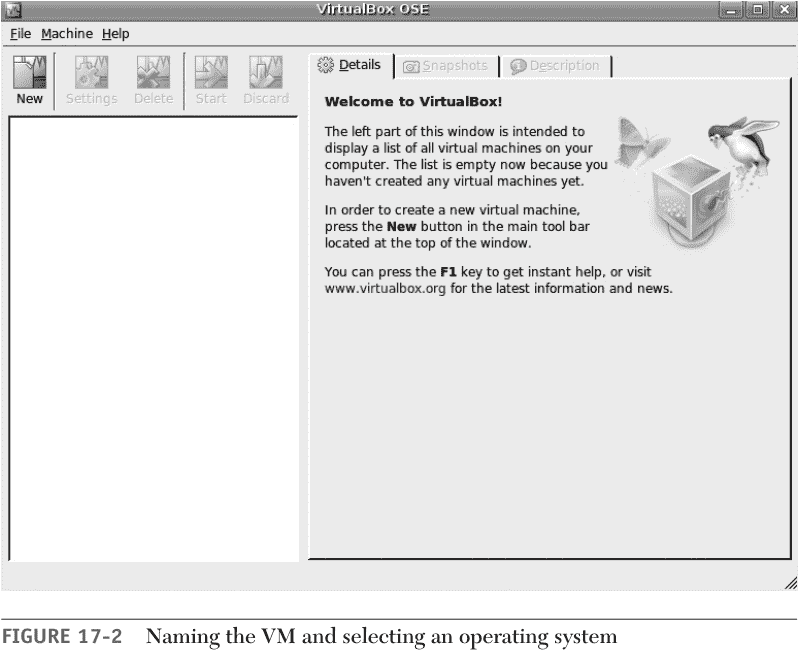 VirtualBox OSE
File Machine Help
New Settings Delete Start Discard
Details Snapshots Description
Welcome to VirtualBox!
The left part of this window is intended to
display a list of all virtual machines on your
computer. The list is empty now because you
haven't created any virtual machines yet.
In order to create a new virtual machine,
press the New button in the main tool bar
located at the top of the window.
You can press the F1 key to get instant help, or visit
www.virtualbox.org for the latest information and news.
FIGURE 17-2 Naming the VM and selecting an operating system